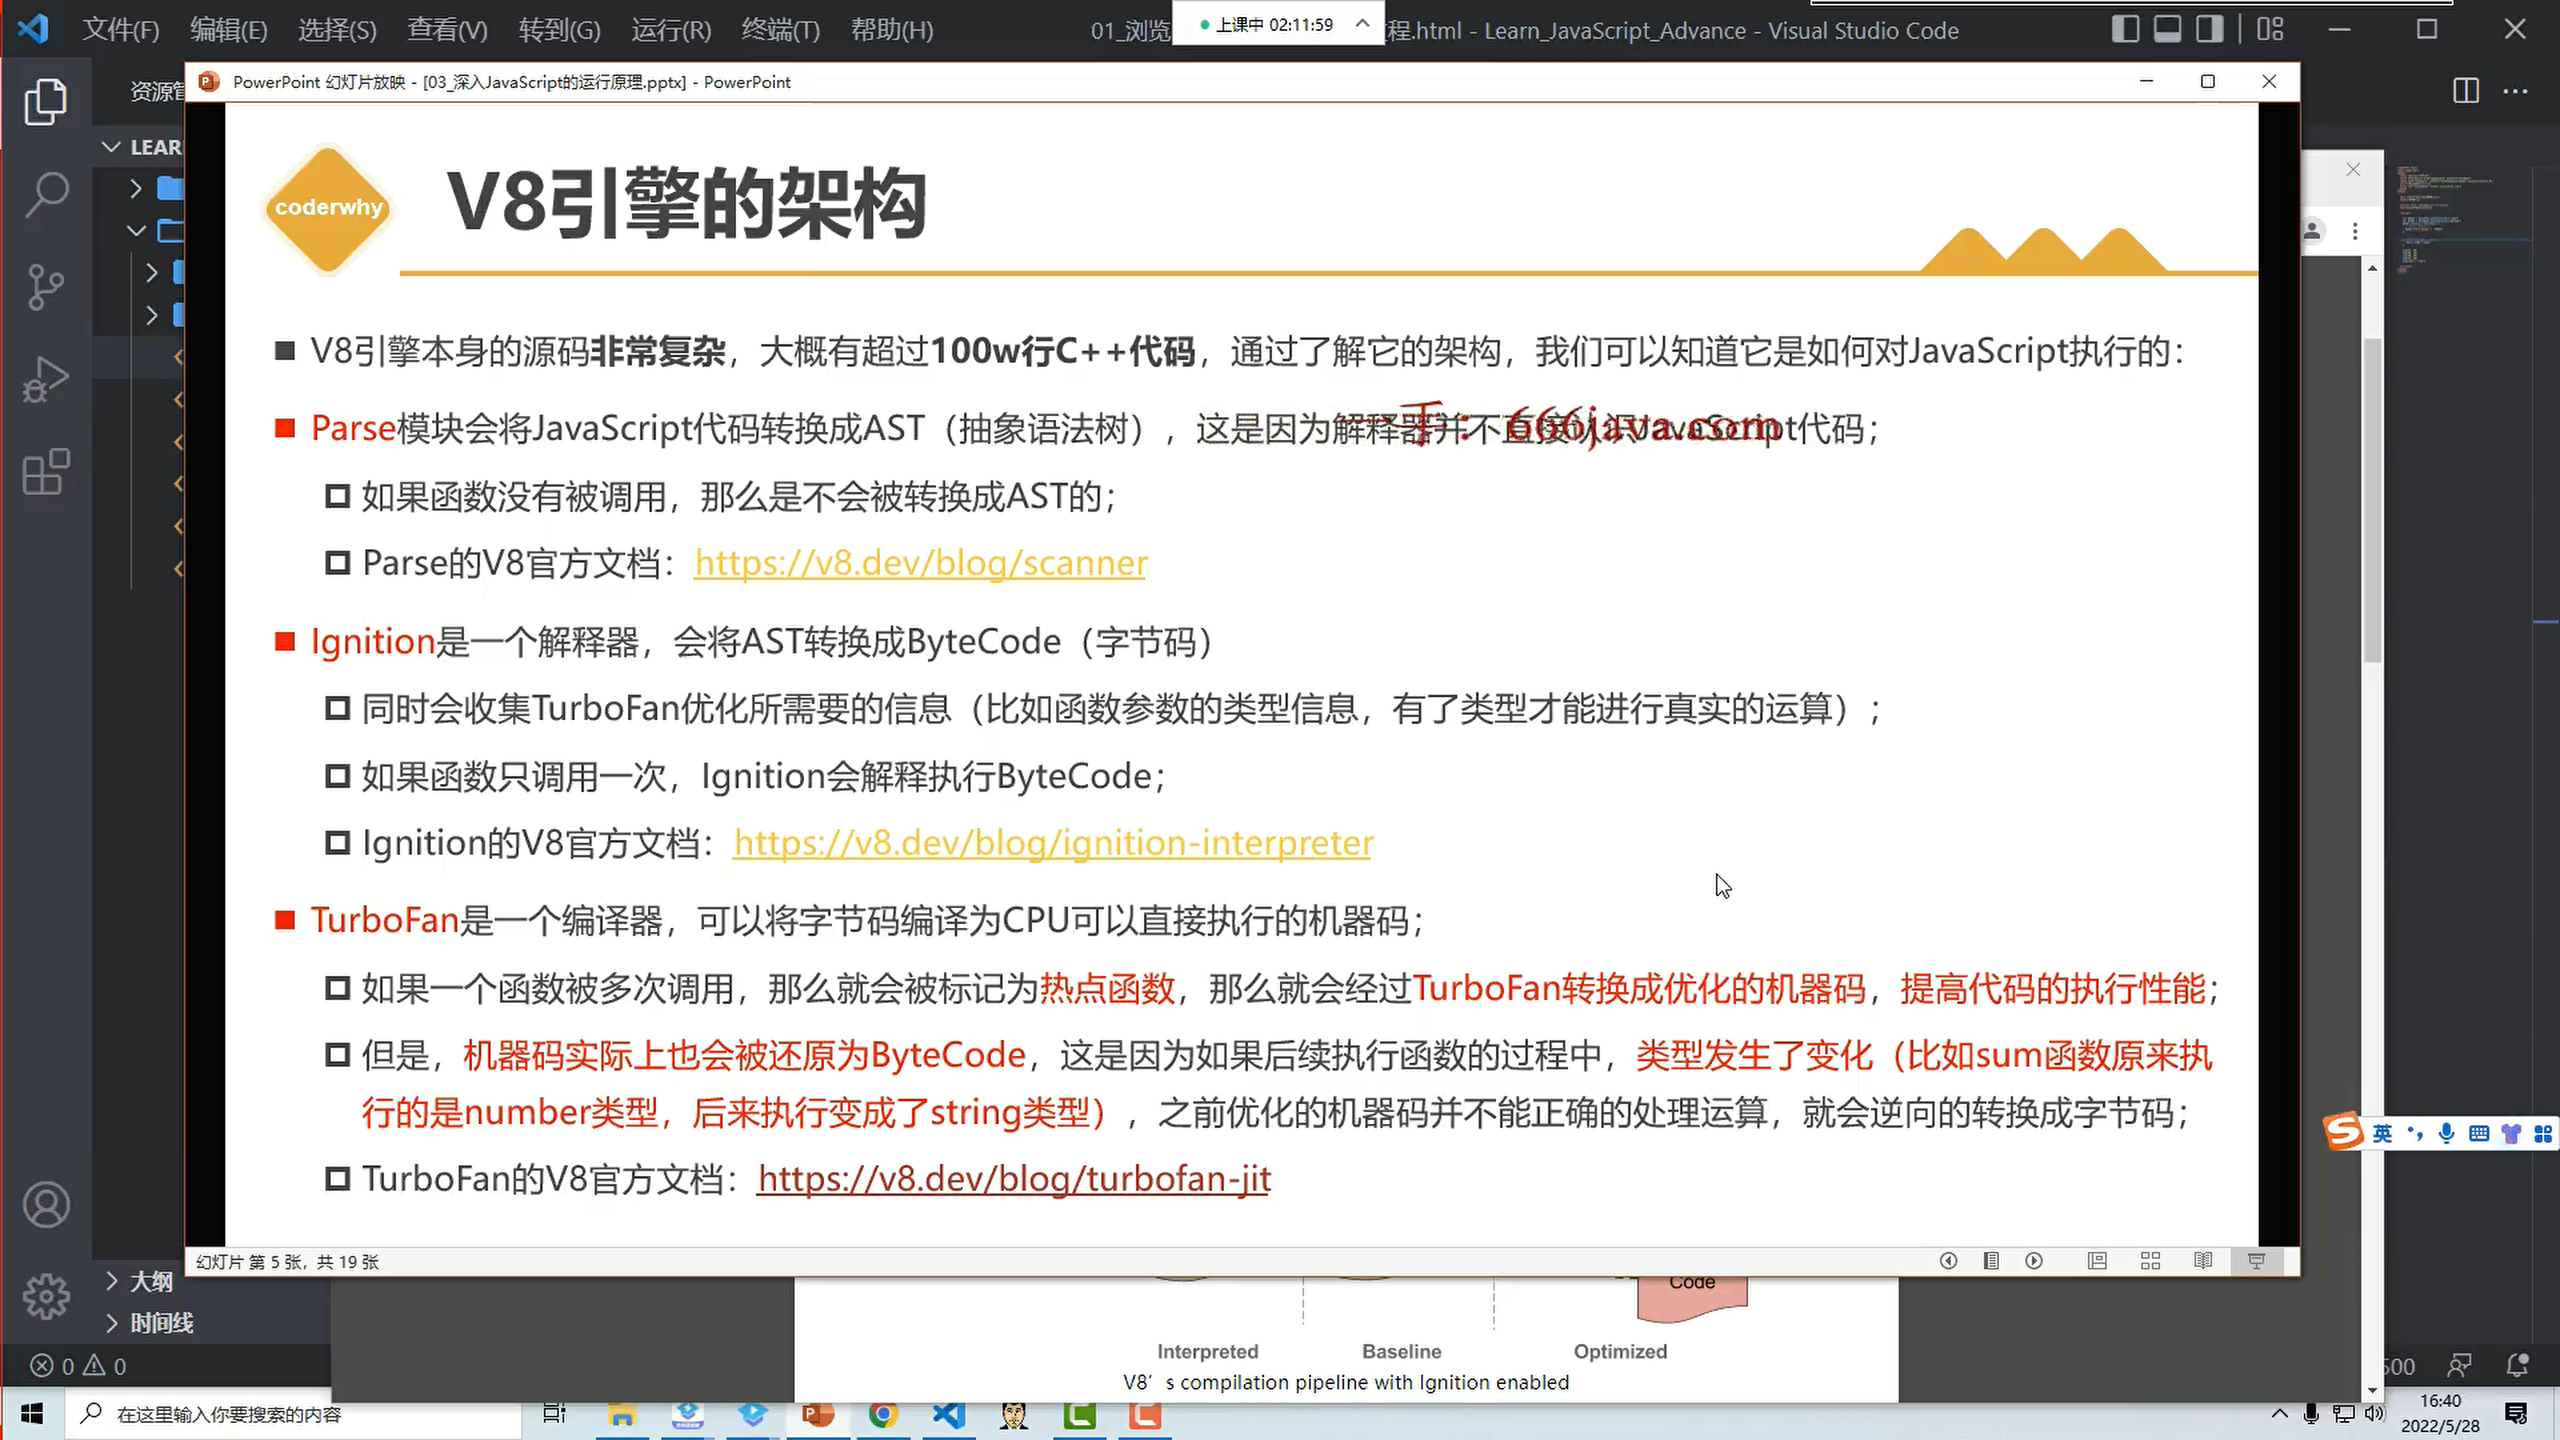 文件(F) 编辑(E) 选择(S) 查看(V) 转到(G) 运行(R) 终端(T) 帮助(H)
01_浏览
上课中 02:11:59
程.html - Learn_JavaScript_Advance - Visual Studio Code
资源管
PowerPoint 幻灯片放映 - [03_深入JavaScript的运行原理.pptx] - PowerPoint
LEAR
coderwhy
V8引擎的架构
V8引擎本身的源码非常复杂，大概有超过100w行C++代码，通过了解它的架构，我们可以知道它是如何对JavaScript执行的：
Parse模块会将JavaScript代码转换成AST（抽象语法树），这是因为解释器并不直接认识JavaScript代码；
一手：666java.com
如果函数没有被调用，那么是不会被转换成AST的；
Parse的V8官方文档：https://v8.dev/blog/scanner
Ignition是一个解释器，会将AST转换成ByteCode（字节码）
同时会收集TurboFan优化所需要的信息（比如函数参数的类型信息，有了类型才能进行真实的运算）；
如果函数只调用一次，Ignition会解释执行ByteCode；
Ignition的V8官方文档：https://v8.dev/blog/ignition-interpreter
TurboFan是一个编译器，可以将字节码编译为CPU可以直接执行的机器码；
如果一个函数被多次调用，那么就会被标记为热点函数，那么就会经过TurboFan转换成优化的机器码，提高代码的执行性能；
但是，机器码实际上也会被还原为ByteCode，这是因为如果后续执行函数的过程中，类型发生了变化（比如sum函数原来执
行的是number类型，后来执行变成了string类型），之前优化的机器码并不能正确的处理运算，就会逆向的转换成字节码；
英
TurboFan的V8官方文档：https://v8.dev/blog/turbofan-jit
幻灯片 第 5 张，共 19 张
大纲
Code
时间线
Interpreted Baseline Optimized
0 0
V8's compilation pipeline with Ignition enabled
在这里输入你要搜索的内容
16:40
2022/5/28